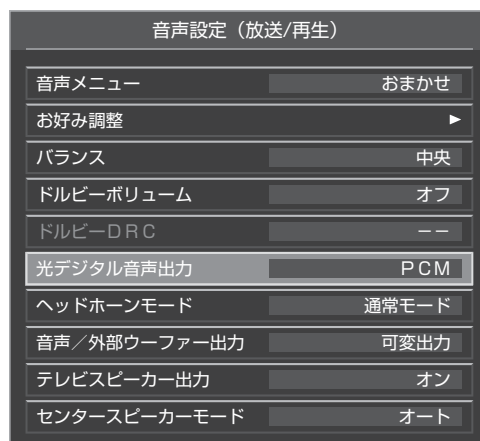 音声設定（放送/再生）
音声メニュー おまかせ
お好み調整 ►
バランス 中央
ドルビーボリューム オフ
ドルビーＤＲＣ −−
光デジタル音声出力 ＰＣＭ
ヘッドホーンモード 通常モード
音声／外部ウーファー出力 可変出力
テレビスピーカー出力 オン
センタースピーカーモード オート